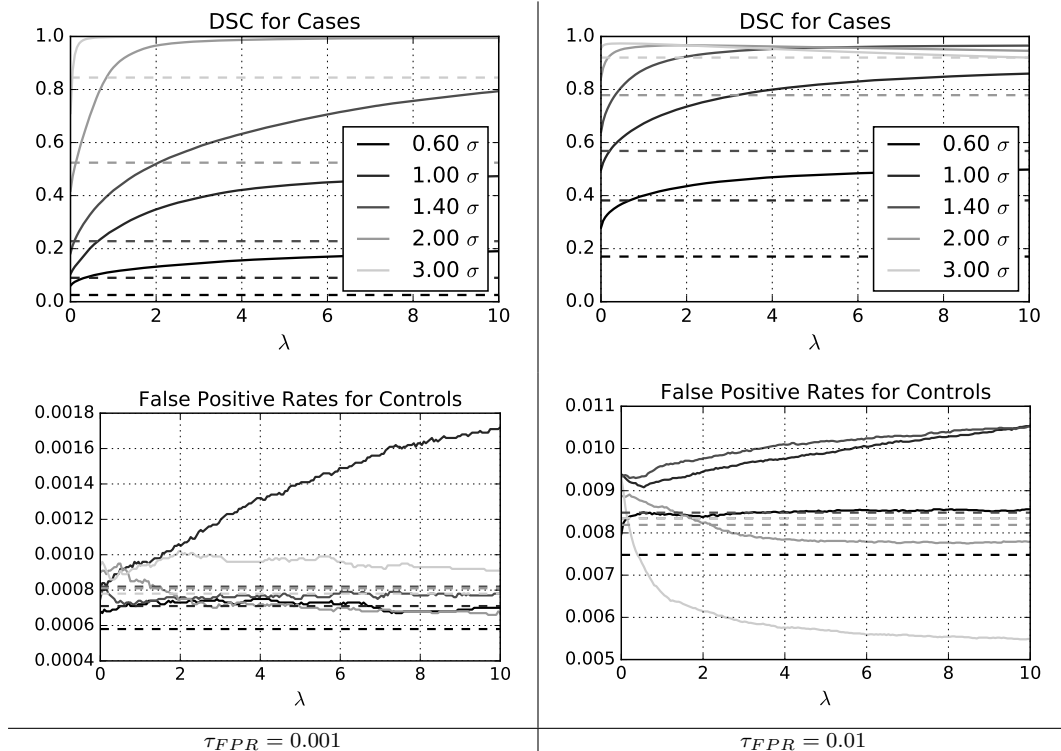 DSC for Cases
1.0
0.8
0.6
0.4
0.2
0.0
0 2 4 6 8 10
λ
0.60 σ
1.00 σ
1.40 σ
2.00 σ
3.00 σ
DSC for Cases
1.0
0.8
0.6
0.4
0.2
0.0
0 2 4 6 8 10
λ
0.60 σ
1.00 σ
1.40 σ
2.00 σ
3.00 σ
False Positive Rates for Controls
0.0018
0.0016
0.0014
0.0012
0.0010
0.0008
0.0006
0.0004
0 2 4 6 8 10
λ
False Positive Rates for Controls
0.011
0.010
0.009
0.008
0.007
0.006
0.005
0 2 4 6 8 10
λ
τFPR = 0.001
τFPR = 0.01